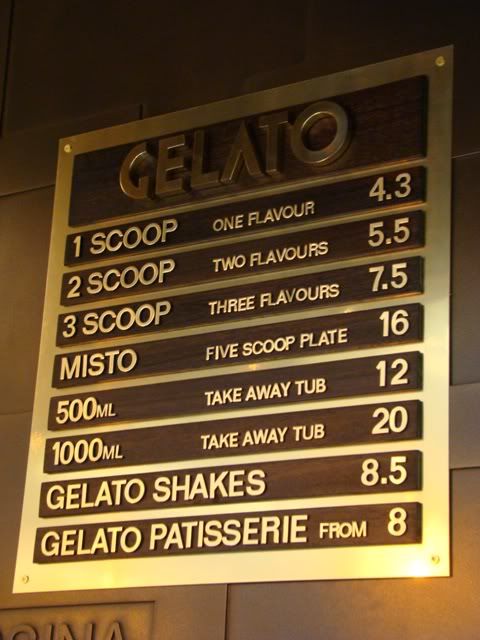 GELATO
1 SCOOP ONE FLAVOUR 4.3
2 SCOOP TWO FLAVOURS 5.5
3 SCOOP THREE FLAVOURS 7.5
MISTO FIVE SCOOP PLATE 16
500ML TAKE AWAY TUB 12
1000ML TAKE AWAY TUB 20
GELATO SHAKES 8.5
GELATO PATISSERIE FROM 8